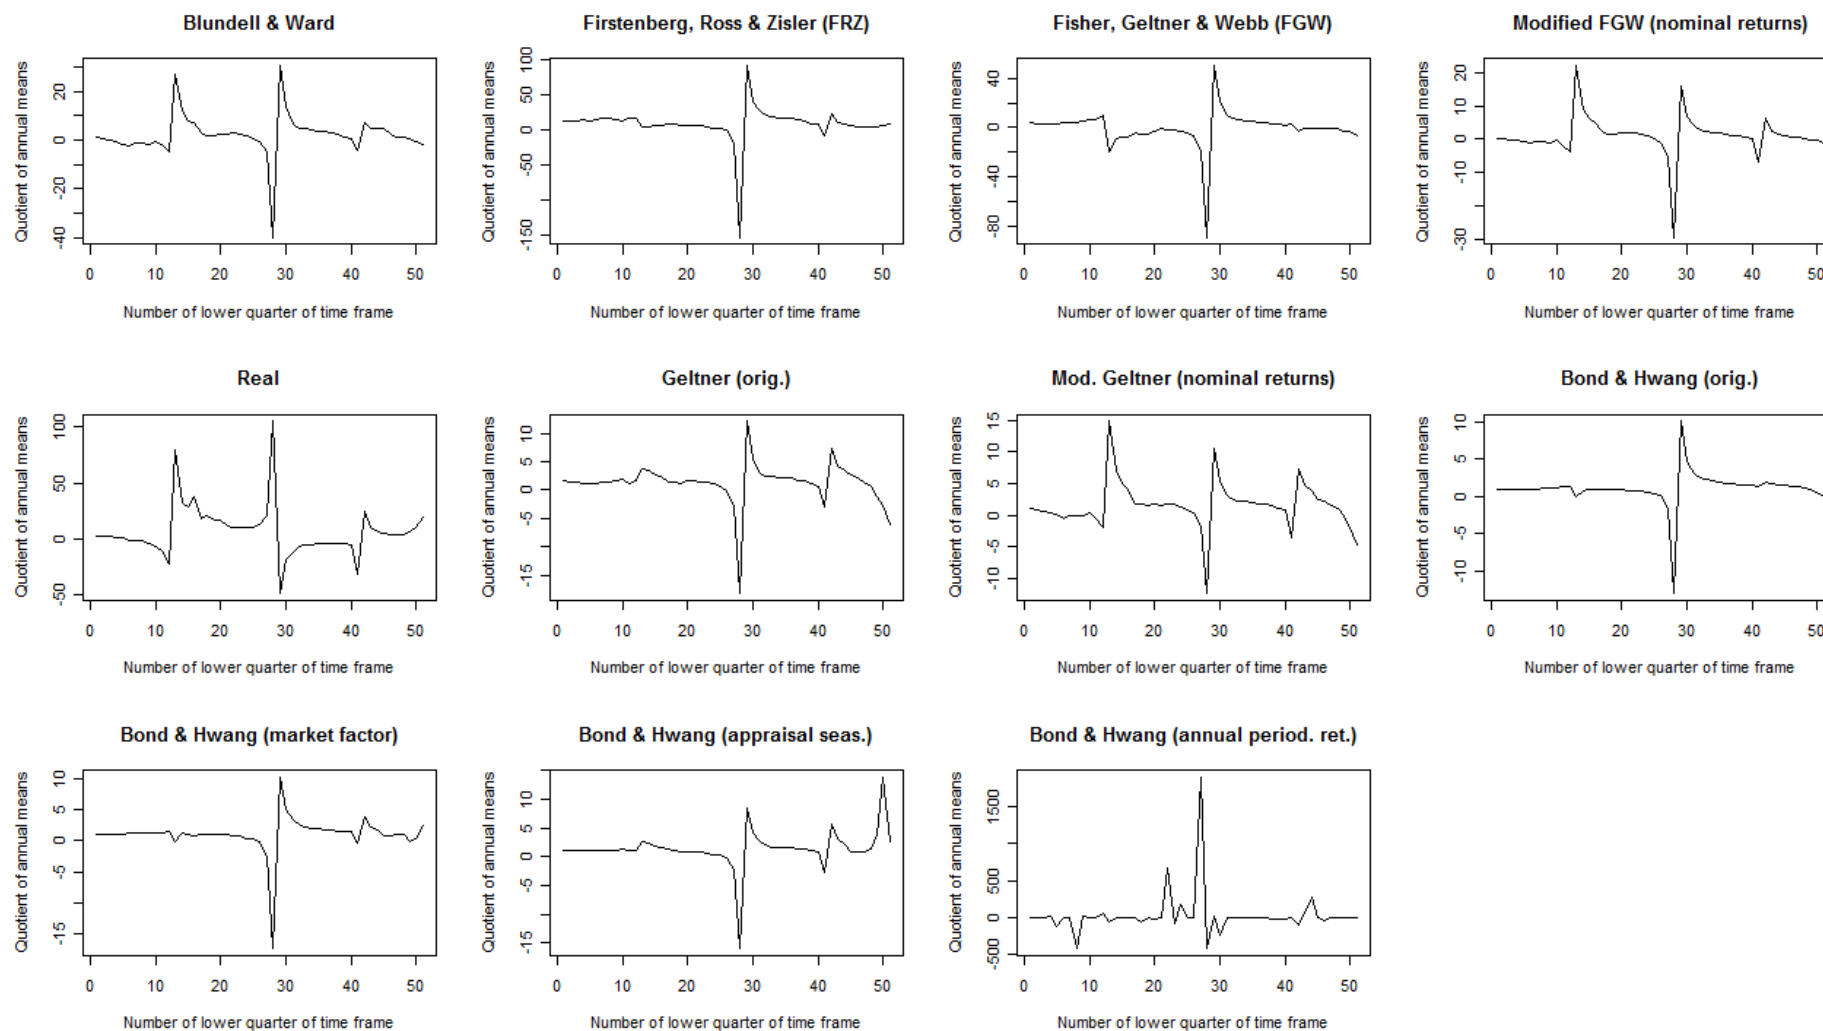 Blundell & Ward
Quotient of annual means
20
0
-20
-40
0 10 20 30 40 50
Number of lower quarter of time frame
Firstenberg, Ross & Zisler (FRZ)
Quotient of annual means
100
50
0
-50
-150
0 10 20 30 40 50
Number of lower quarter of time frame
Fisher, Geltner & Webb (FGW)
Quotient of annual means
40
0
-40
-80
0 10 20 30 40 50
Number of lower quarter of time frame
Modified FGW (nominal returns)
Quotient of annual means
20
10
0
-10
-30
0 10 20 30 40 50
Number of lower quarter of time frame
Real
Quotient of annual means
100
50
0
-50
0 10 20 30 40 50
Number of lower quarter of time frame
Geltner (orig.)
Quotient of annual means
10
5
0
-5
-15
0 10 20 30 40 50
Number of lower quarter of time frame
Mod. Geltner (nominal returns)
Quotient of annual means
15
10
5
0
-5
-10
0 10 20 30 40 50
Number of lower quarter of time frame
Bond & Hwang (orig.)
Quotient of annual means
10
5
0
-5
-10
0 10 20 30 40 50
Number of lower quarter of time frame
Bond & Hwang (market factor)
Quotient of annual means
10
5
0
-5
-15
0 10 20 30 40 50
Number of lower quarter of time frame
Bond & Hwang (appraisal seas.)
Quotient of annual means
10
5
0
-5
-15
0 10 20 30 40 50
Number of lower quarter of time frame
Bond & Hwang (annual period. ret.)
Quotient of annual means
1500
500
0
-500
0 10 20 30 40 50
Number of lower quarter of time frame